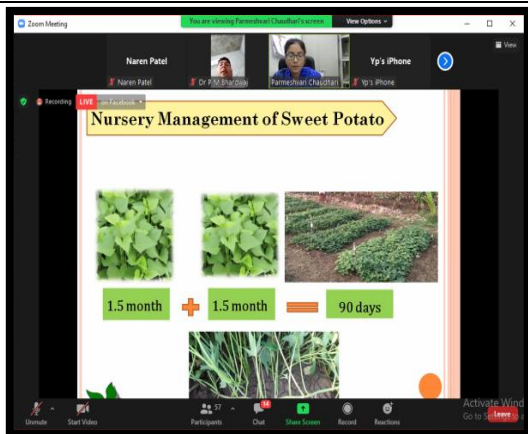 Zoom Meeting
You are viewing Parmeshvari Chaudhari's screen
View Options
View
Naren Patel
Yp's iPhone
Naren Patel
Dr P M Bhardwaj
Parmeshvari Chaudhari
Yp's iPhone
Recording
LIVE
on Facebook
Nursery Management of Sweet Potato
1.5 month
1.5 month
90 days
Activate Wind
Go to
57
14
Unmute
Start Video
Participants
Chat
Share Screen
Record
Reactions
Leave